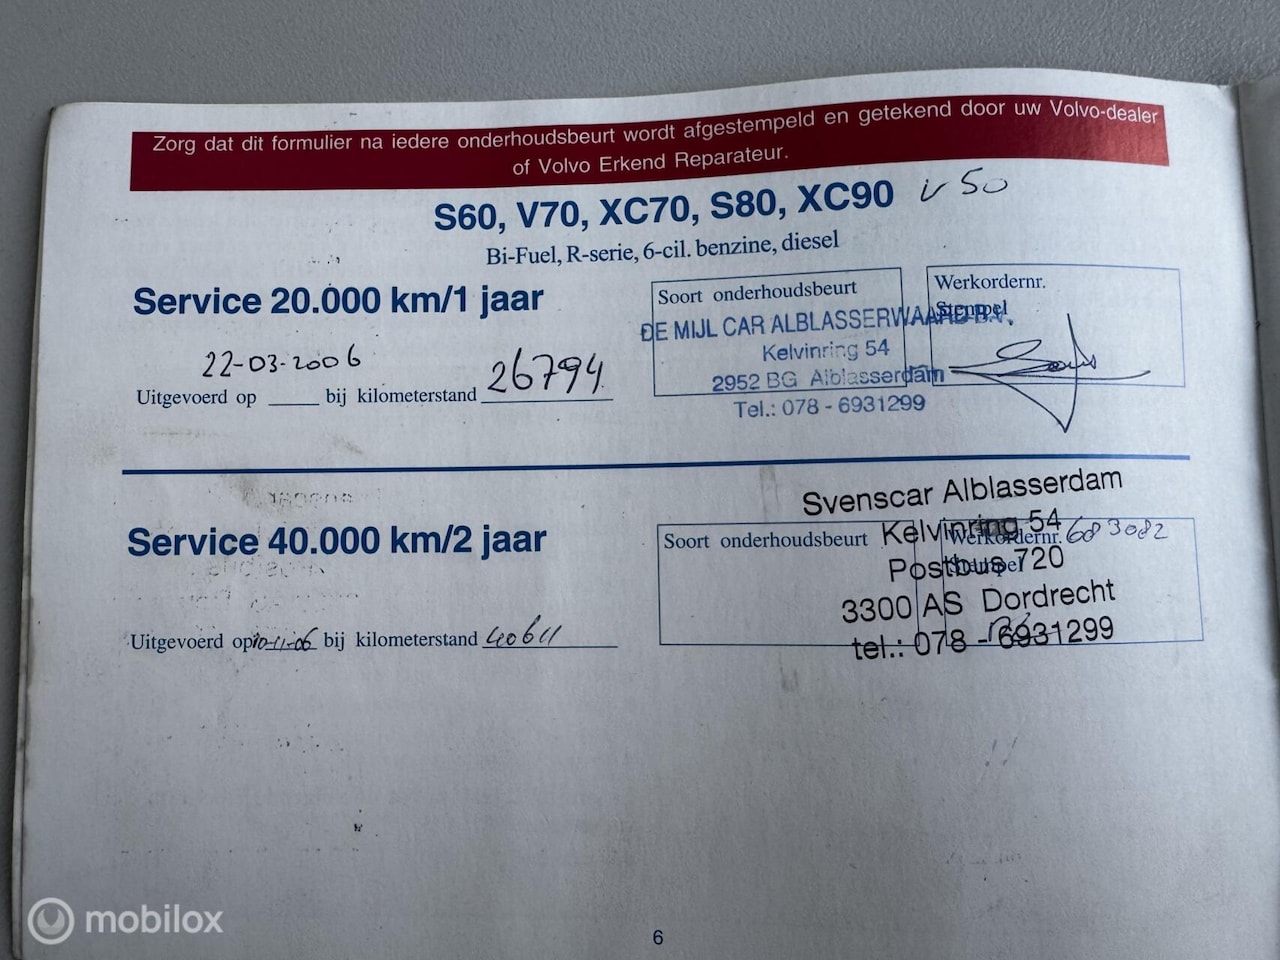 Zorg dat dit formulier na iedere onderhoudsbeurt wordt afgestempeld en getekend door uw Volvo-dealer
of Volvo Erkend Reparateur.
S60, V70, XC70, S80, XC90 V50
Bi-Fuel, R-serie, 6-cil. benzine, diesel
Service 20.000 km/1 jaar
22-03-2006
Uitgevoerd op bij kilometerstand 26794
Soort onderhoudsbeurt
DE MIJL CAR ALBLASSERWAARD B.V.
Kelvinring 54
2952 BG Alblasserdam
Tel.: 078 - 6931299
Werkordernr.
Stempel
Service 40.000 km/2 jaar
Uitgevoerd op 10-11-06 bij kilometerstand 40611
Soort onderhoudsbeurt
Svenscar Alblasserdam
Kelvinring 54
Postbus 720
3300 AS Dordrecht
tel.: 078 - 6931299
Werkordernr. 683082
Stempel
6
mobilox